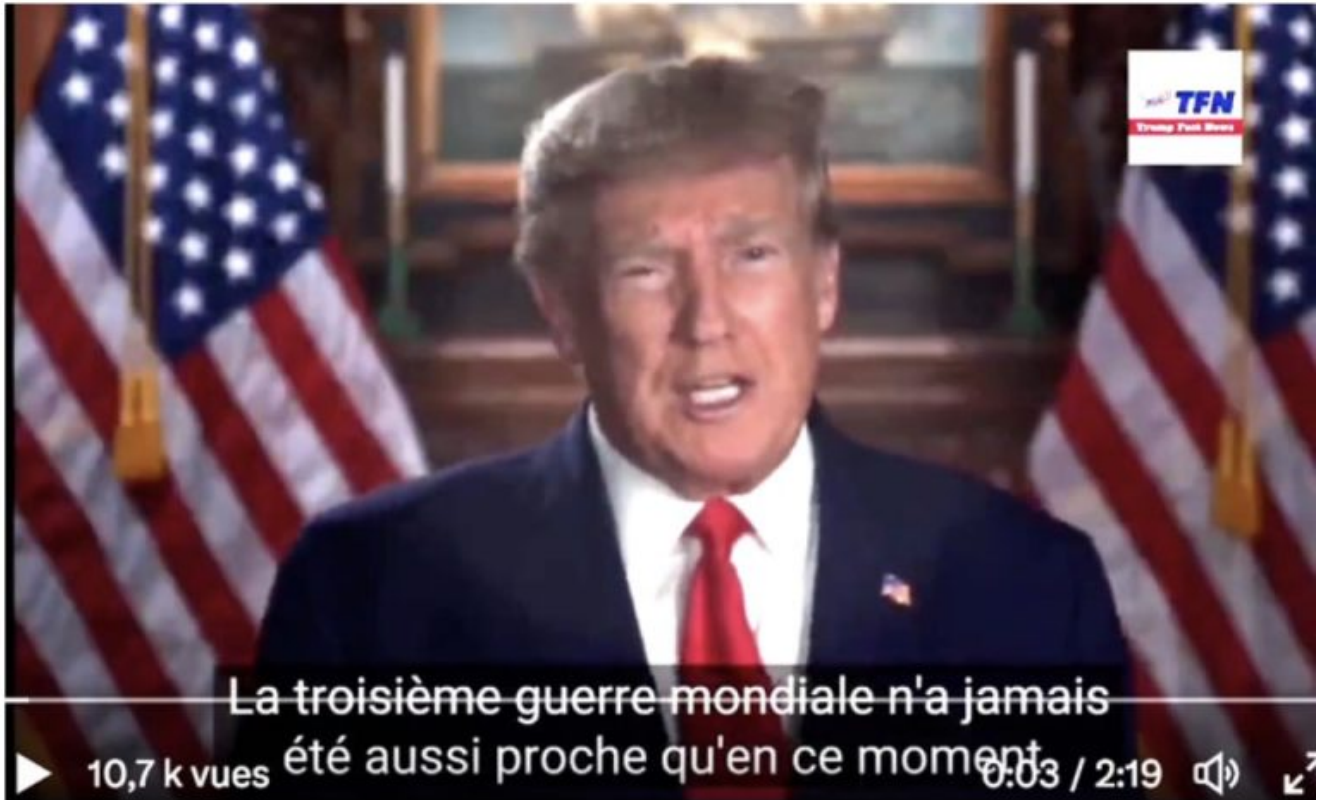 TFN
Trump Fact News
La troisième guerre mondiale n'a jamais
été aussi proche qu'en ce moment.
10,7 k vues
0:03 / 2:19